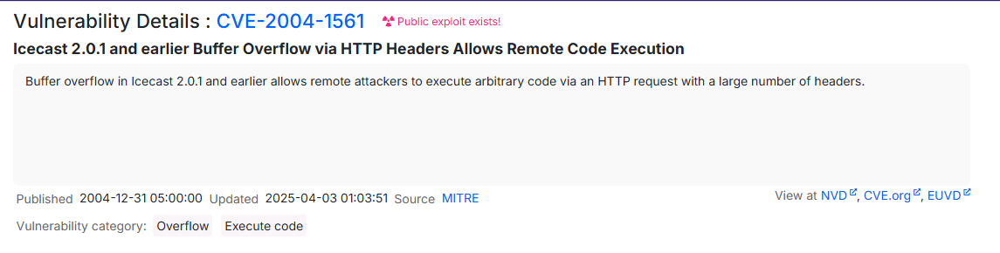 Vulnerability Details : CVE-2004-1561 Public exploit exists!
Icecast 2.0.1 and earlier Buffer Overflow via HTTP Headers Allows Remote Code Execution
Buffer overflow in Icecast 2.0.1 and earlier allows remote attackers to execute arbitrary code via an HTTP request with a large number of headers.
Published 2004-12-31 05:00:00 Updated 2025-04-03 01:03:51 Source MITRE View at NVD, CVE.org, EUVD
Vulnerability category: Overflow Execute code